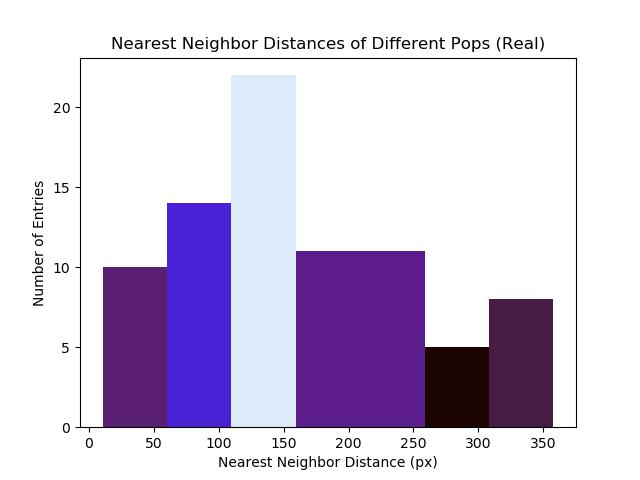 Nearest Neighbor Distances of Different Pops (Real)
20
15
10
5
0
Number of Entries
0 50 100 150 200 250 300 350
Nearest Neighbor Distance (px)